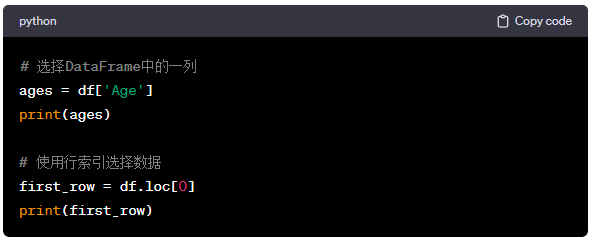 python
Copy code
# 选择DataFrame中的一列
ages = df['Age']
print(ages)
# 使用行索引选择数据
first_row = df.loc[0]
print(first_row)